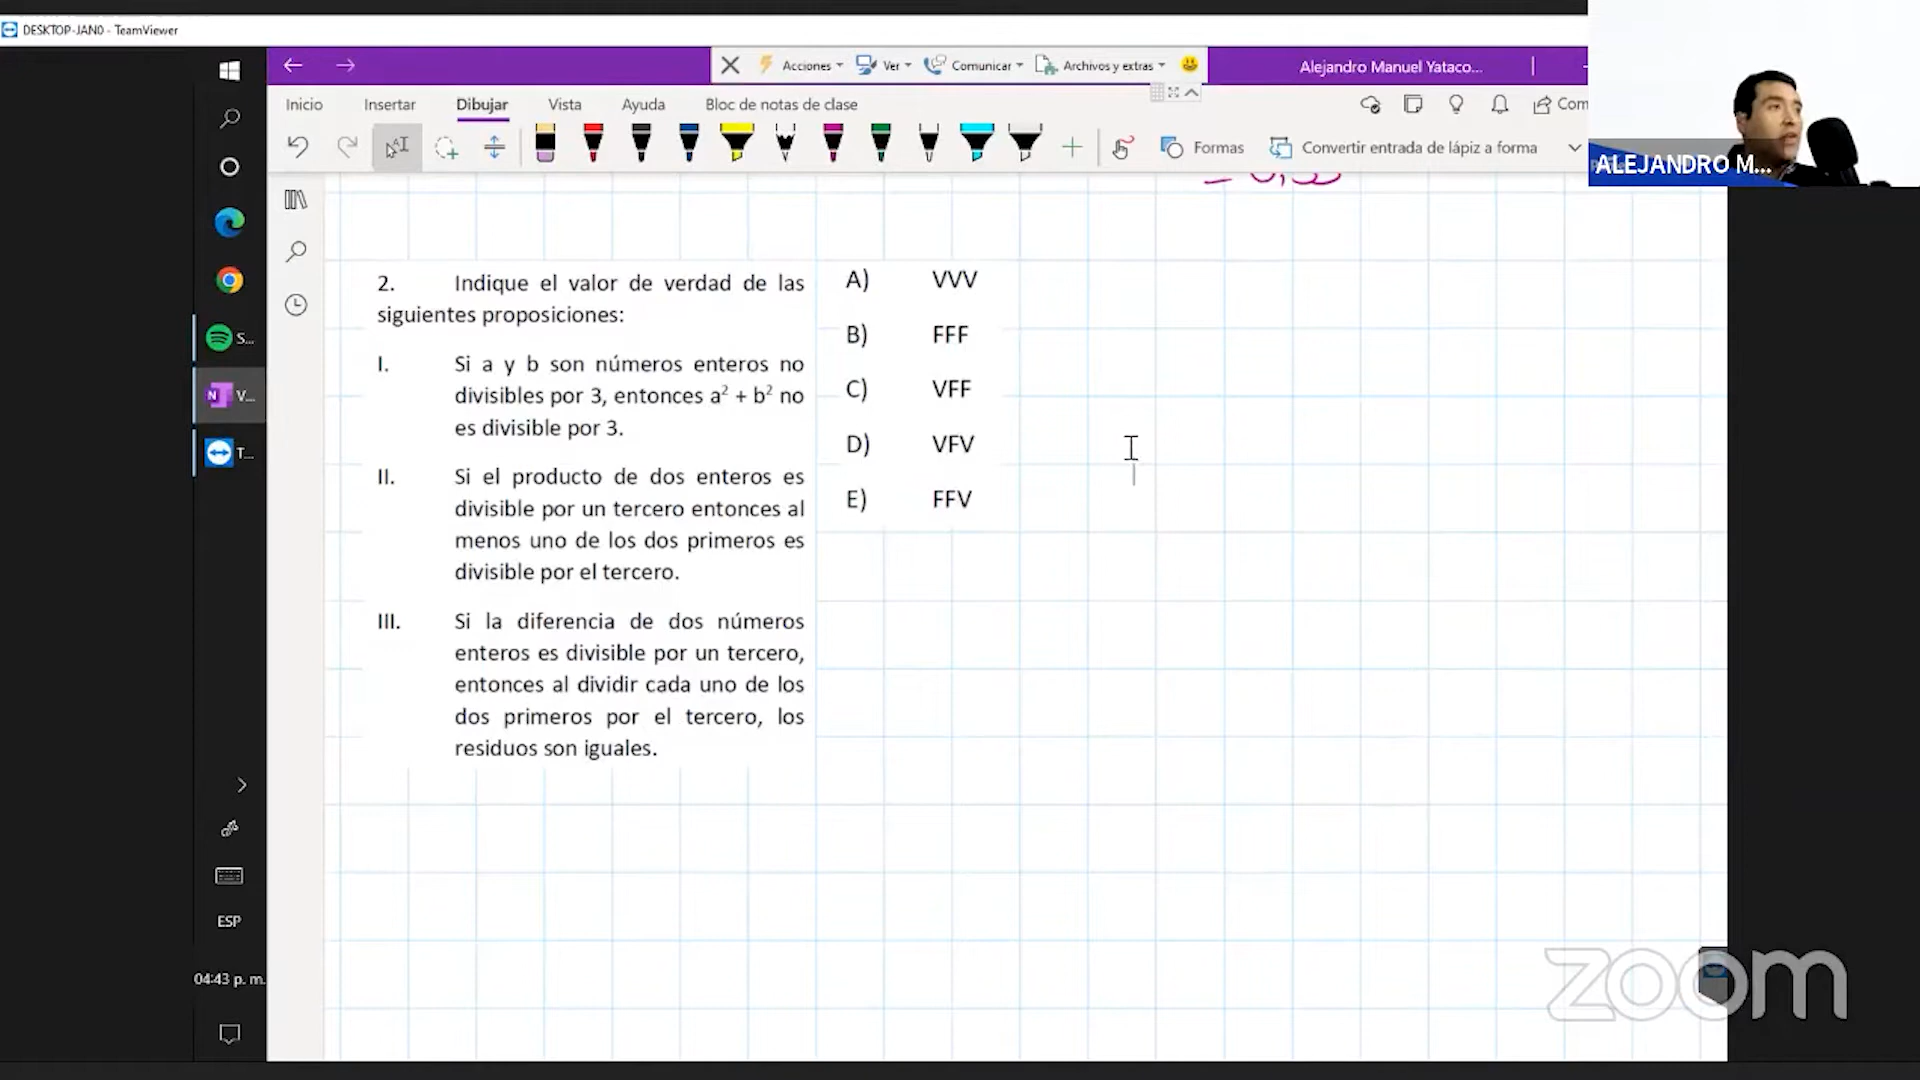 DESKTOP-JAN0 - TeamViewer
Acciones
Ver
Comunicar
Archivos y extras
Alejandro Manuel Yataco...
Inicio
Insertar
Dibujar
Vista
Ayuda
Bloc de notas de clase
Com
Formas
Convertir entrada de lápiz a forma
ALEJANDRO M...
S...
V...
T...
2. Indique el valor de verdad de las
siguientes proposiciones:
I. Si a y b son números enteros no
divisibles por 3, entonces a² + b² no
es divisible por 3.
II. Si el producto de dos enteros es
divisible por un tercero entonces al
menos uno de los dos primeros es
divisible por el tercero.
III. Si la diferencia de dos números
enteros es divisible por un tercero,
entonces al dividir cada uno de los
dos primeros por el tercero, los
residuos son iguales.
A) VVV
B) FFF
C) VFF
D) VFV
E) FFV
ESP
04:43 p. m.
zoom